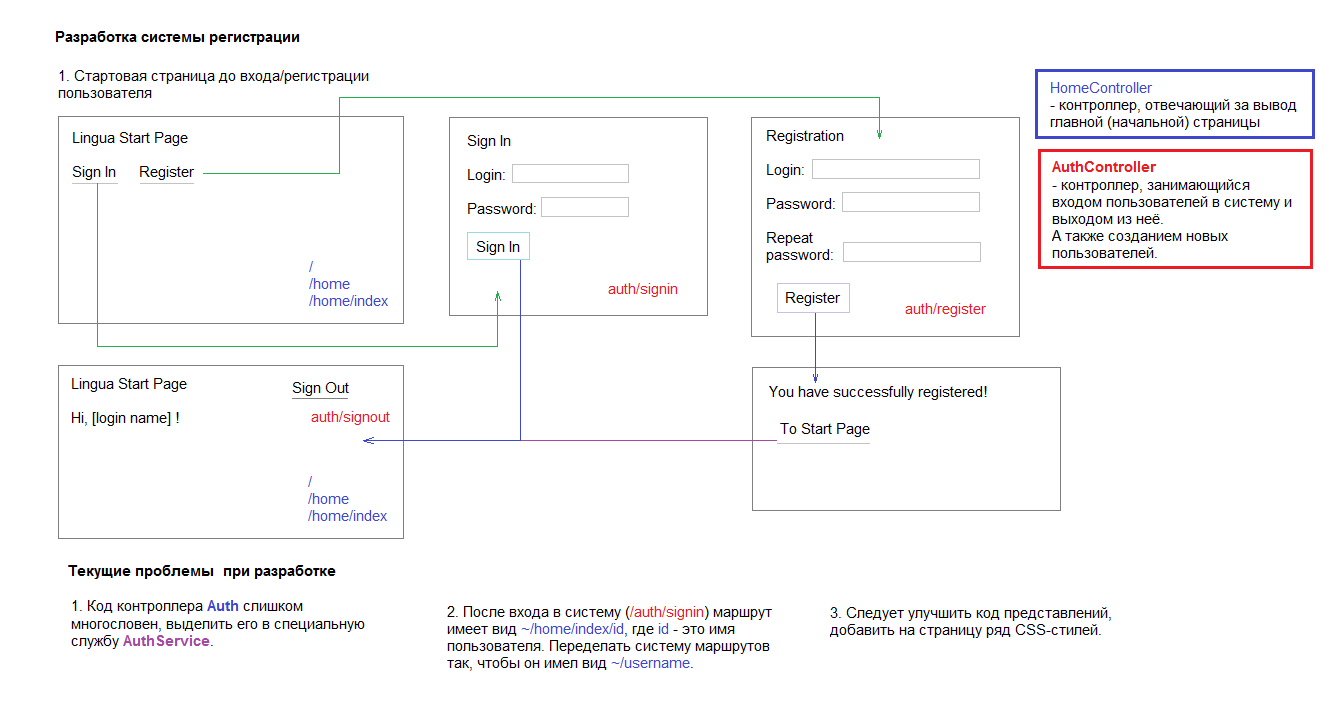 Разработка системы регистрации
1. Стартовая страница до входа/регистрации
пользователя
Lingua Start Page
Sign In Register
/
/home
/home/index
Sign In
Login:
Password:
Sign In
auth/signin
Registration
Login:
Password:
Repeat
password:
Register
auth/register
HomeController
- контроллер, отвечающий за вывод
главной (начальной) страницы
AuthController
- контроллер, занимающийся
входом пользователей в систему и
выходом из неё.
А также созданием новых
пользователей.
Lingua Start Page
Sign Out
Hi, [login name] !
auth/signout
/
/home
/home/index
You have successfully registered!
To Start Page
Текущие проблемы при разработке
1. Код контроллера Auth слишком
многословен, выделить его в специальную
службу AuthService.
2. После входа в систему (/auth/signin) маршрут
имеет вид ~/home/index/id, где id - это имя
пользователя. Переделать систему маршрутов
так, чтобы он имел вид ~/username.
3. Следует улучшить код представлений,
добавить на страницу ряд CSS-стилей.